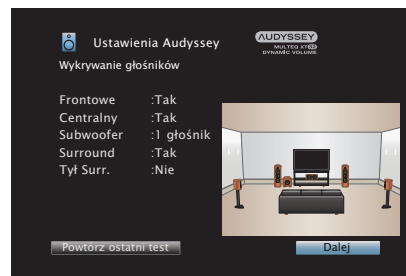 Ustawienia Audyssey
AUDYSSEY
MULTEQ XT32
DYNAMIC VOLUME
Wykrywanie głośników
Frontowe :Tak
Centralny :Tak
Subwoofer :1 głośnik
Surround :Tak
Tył Surr. :Nie
Powtórz ostatni test
Dalej